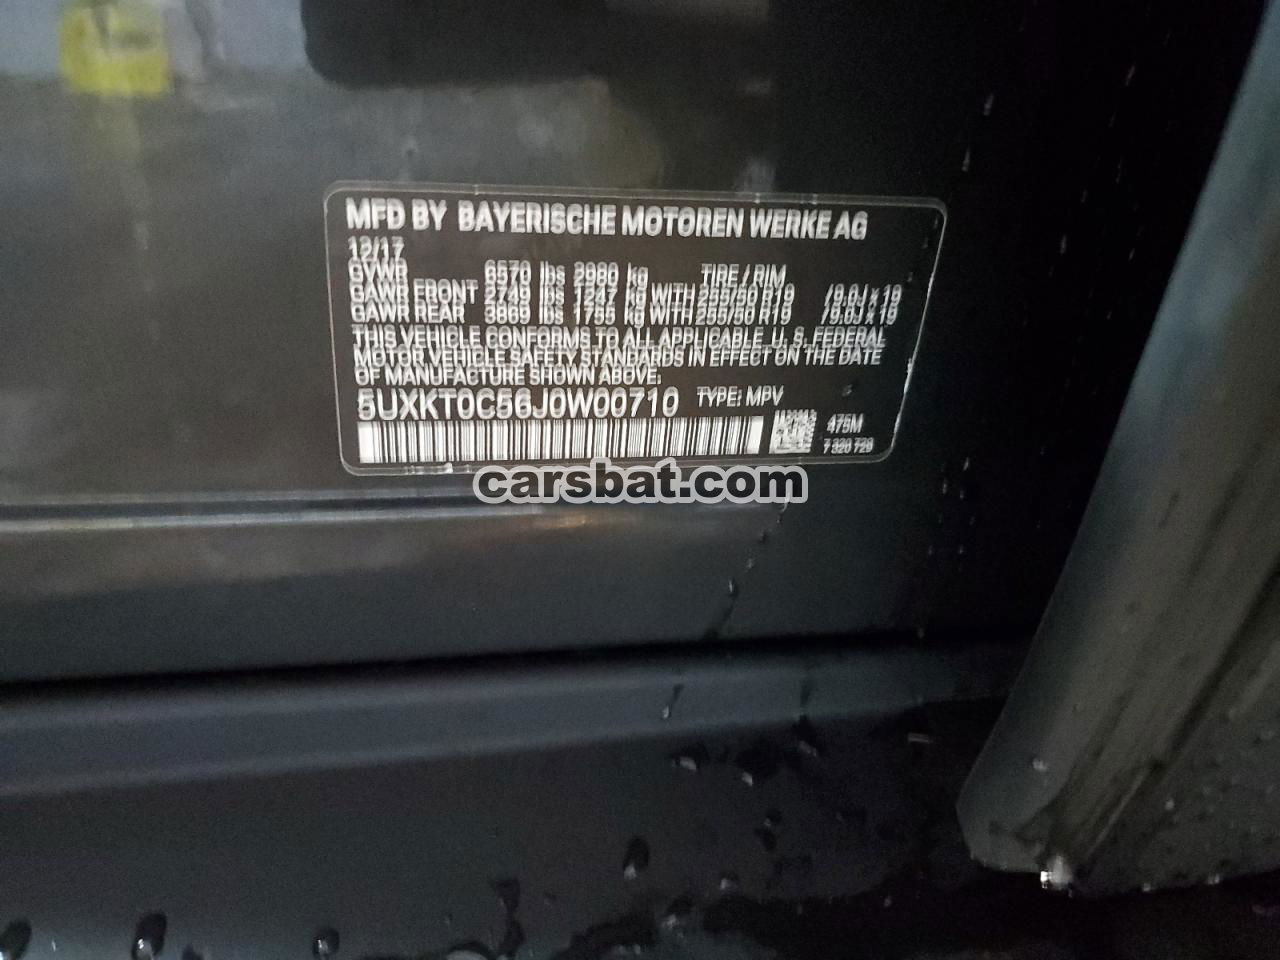 MFD BY BAYERISCHE MOTOREN WERKE AG
12/17
GVWR 6570 lbs 2980 kg TIRE / RIM
GAWR FRONT 2749 lbs 1247 kg WITH 255/50 R19 /9.0J x 19
GAWR REAR 3869 lbs 1755 kg WITH 255/50 R19 /9.0J x 19
THIS VEHICLE CONFORMS TO ALL APPLICABLE U. S. FEDERAL
MOTOR VEHICLE SAFETY STANDARDS IN EFFECT ON THE DATE
OF MANUFACTURE SHOWN ABOVE:
5UXKT0C56J0W00710 TYPE: MPV
475M
7 320 729
carsbat.com